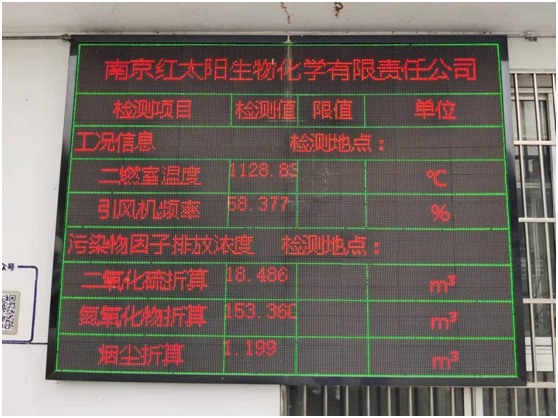 南京红太阳生物化学有限责任公司
检测项目 检测值 限值 单位
工况信息 检测地点：
二燃室温度 1128.83 ℃
引风机频率 58.377 %
污染物因子排放浓度 检测地点：
二氧化硫折算 18.486 m³
氮氧化物折算 153.360 m³
烟尘折算 1.199 m³
众号